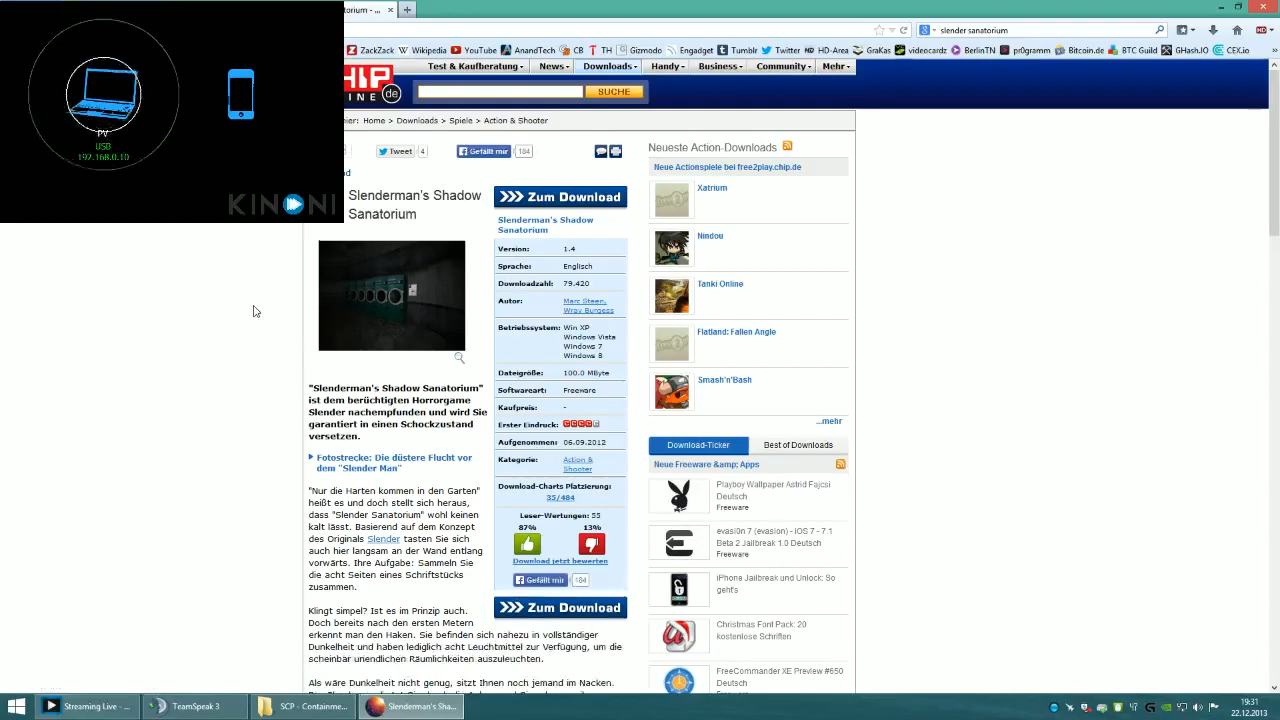 PV
USB
192.168.0.10
KINONI
torium - ...
slender sanatorium
ZackZack
Wikipedia
YouTube
AnandTech
CB
TH
Gizmodo
Engadget
Tumblr
Twitter
HD-Area
GraKas
videocardz
BerlinTN
pr0gramm
Bitcoin.de
BTC Guild
GHash.IO
CEX.io
Test & Kaufberatung
News
Downloads
Handy
Business
Community
Mehr
HIP
NLINE
de
SUCHE
hier: Home > Downloads > Spiele > Action & Shooter
Tweet
4
Gefällt mir
184
Slenderman's Shadow
Sanatorium
"Slenderman's Shadow Sanatorium"
ist dem berüchtigten Horrorgame
Slender nachempfunden und wird Sie
garantiert in einen Schockzustand
versetzen.
Fotostrecke: Die düstere Flucht vor
dem "Slender Man"
"Nur die Harten kommen in den Garten"
heißt es und doch stellt sich heraus,
dass "Slender Sanatorium" wohl keinen
kalt lässt. Basierend auf dem Konzept
des Originals Slender tasten Sie sich
auch hier langsam an der Wand entlang
vorwärts. Ihre Aufgabe: Sammeln Sie
die acht Seiten eines Schriftstücks
zusammen.
Klingt simpel? Ist es im Prinzip auch.
Doch bereits nach den ersten Metern
erkennt man den Haken. Sie befinden sich nahezu in vollständiger
Dunkelheit und haben lediglich acht Leuchtmittel zur Verfügung, um die
scheinbar unendlichen Räumlichkeiten auszuleuchten.
Als wäre Dunkelheit nicht genug, sitzt Ihnen noch jemand im Nacken.
Zum Download
Slenderman's Shadow
Sanatorium
Version: 1.4
Sprache: Englisch
Downloadzahl: 79.420
Autor: Marc Steen,
Wray Burgess
Betriebssystem: Win XP
Windows Vista
Windows 7
Windows 8
Dateigröße: 100.0 MByte
Softwareart: Freeware
Kaufpreis: -
Erster Eindruck:
Aufgenommen: 06.09.2012
Kategorie: Action &
Shooter
Download-Charts Platzierung:
35/484
Leser-Wertungen: 55
87% 13%
Download jetzt bewerten
Gefällt mir
184
Zum Download
Neueste Action-Downloads
Neue Actionspiele bei free2play.chip.de
Xatrium
Nindou
Tanki Online
Flatland: Fallen Angle
Smash'n'Bash
...mehr
Download-Ticker
Best of Downloads
Neue Freeware &amp; Apps
Playboy Wallpaper Astrid Fajcsi
Deutsch
Freeware
evasi0n 7 (evasion) - iOS 7 - 7.1
Beta 2 Jailbreak 1.0 Deutsch
Freeware
iPhone Jailbreak und Unlock: So
geht's
Christmas Font Pack: 20
kostenlose Schriften
FreeCommander XE Preview #650
Deutsch
Freeware
Streaming Live - ...
TeamSpeak 3
SCP - Containme...
Slenderman's Sha...
19:31
22.12.2013